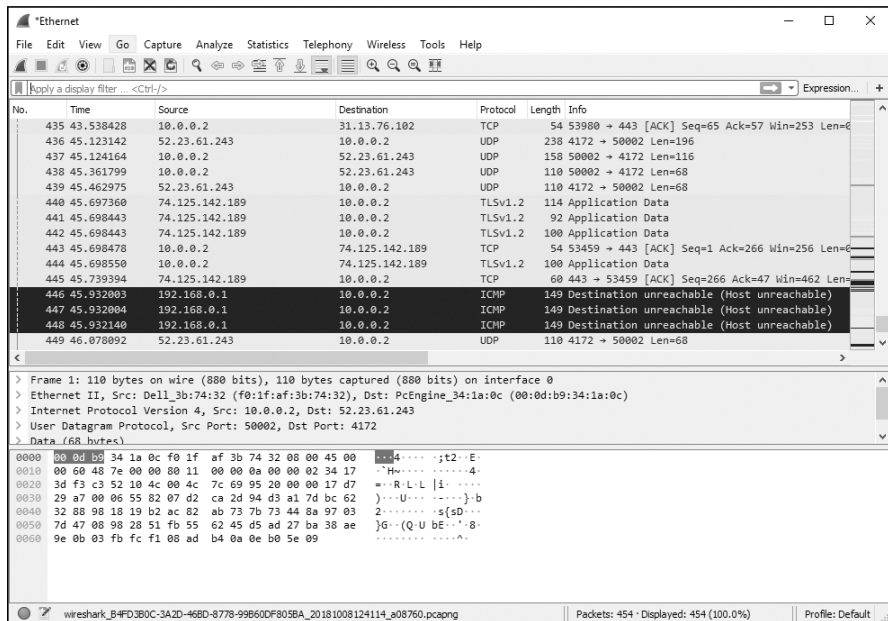 *Ethernet
File Edit View Go Capture Analyze Statistics Telephony Wireless Tools Help
Apply a display filter ... <Ctrl-/> Expression... +
No. Time Source Destination Protocol Length Info
435 43.538428 10.0.0.2 31.13.76.102 TCP 54 53980 → 443 [ACK] Seq=65 Ack=57 Win=253 Len=0
436 45.123142 52.23.61.243 10.0.0.2 UDP 238 4172 → 50002 Len=196
437 45.124164 10.0.0.2 52.23.61.243 UDP 158 50002 → 4172 Len=116
438 45.361799 10.0.0.2 52.23.61.243 UDP 110 50002 → 4172 Len=68
439 45.462975 52.23.61.243 10.0.0.2 UDP 110 4172 → 50002 Len=68
440 45.697360 74.125.142.189 10.0.0.2 TLSv1.2 114 Application Data
441 45.698443 74.125.142.189 10.0.0.2 TLSv1.2 92 Application Data
442 45.698443 74.125.142.189 10.0.0.2 TLSv1.2 100 Application Data
443 45.698478 10.0.0.2 74.125.142.189 TCP 54 53459 → 443 [ACK] Seq=1 Ack=266 Win=256 Len=0
444 45.698550 10.0.0.2 74.125.142.189 TLSv1.2 100 Application Data
445 45.739394 74.125.142.189 10.0.0.2 TCP 60 443 → 53459 [ACK] Seq=266 Ack=47 Win=462 Len=
446 45.932003 192.168.0.1 10.0.0.2 ICMP 149 Destination unreachable (Host unreachable)
447 45.932004 192.168.0.1 10.0.0.2 ICMP 149 Destination unreachable (Host unreachable)
448 45.932140 192.168.0.1 10.0.0.2 ICMP 149 Destination unreachable (Host unreachable)
449 46.078092 52.23.61.243 10.0.0.2 UDP 110 4172 → 50002 Len=68
> Frame 1: 110 bytes on wire (880 bits), 110 bytes captured (880 bits) on interface 0
> Ethernet II, Src: Dell_3b:74:32 (f0:1f:af:3b:74:32), Dst: PcEngine_34:1a:0c (00:0d:b9:34:1a:0c)
> Internet Protocol Version 4, Src: 10.0.0.2, Dst: 52.23.61.243
> User Datagram Protocol, Src Port: 50002, Dst Port: 4172
> Data (68 bytes)
0000 00 0d b9 34 1a 0c f0 1f af 3b 74 32 08 00 45 00 ···4···· ·;t2··E·
0010 00 60 48 7e 00 00 80 11 00 00 0a 00 00 02 34 17 ·`H~···· ······4·
0020 3d f3 c3 52 10 4c 00 4c 7c 69 95 20 00 00 17 d7 =··R·L·L |i· ····
0030 29 a7 00 06 55 82 07 d2 ca 2d 94 d3 a1 7d bc 62 )···U··· ·-···}·b
0040 32 88 98 18 19 b2 ac 82 ab 73 7b 73 44 8a 97 03 2······· ·s{sD···
0050 7d 47 08 98 28 51 fb 55 62 45 d5 ad 27 ba 38 ae }G··(Q·U bE··'·8·
0060 9e 0b 03 fb fc f1 08 ad b4 0a 0e b0 5e 09 ········ ····^·
wireshark_B4FD3B0C-3A2D-46BD-8778-99B60DF805BA_20181008124114_a08760.pcapng Packets: 454 · Displayed: 454 (100.0%) Profile: Default